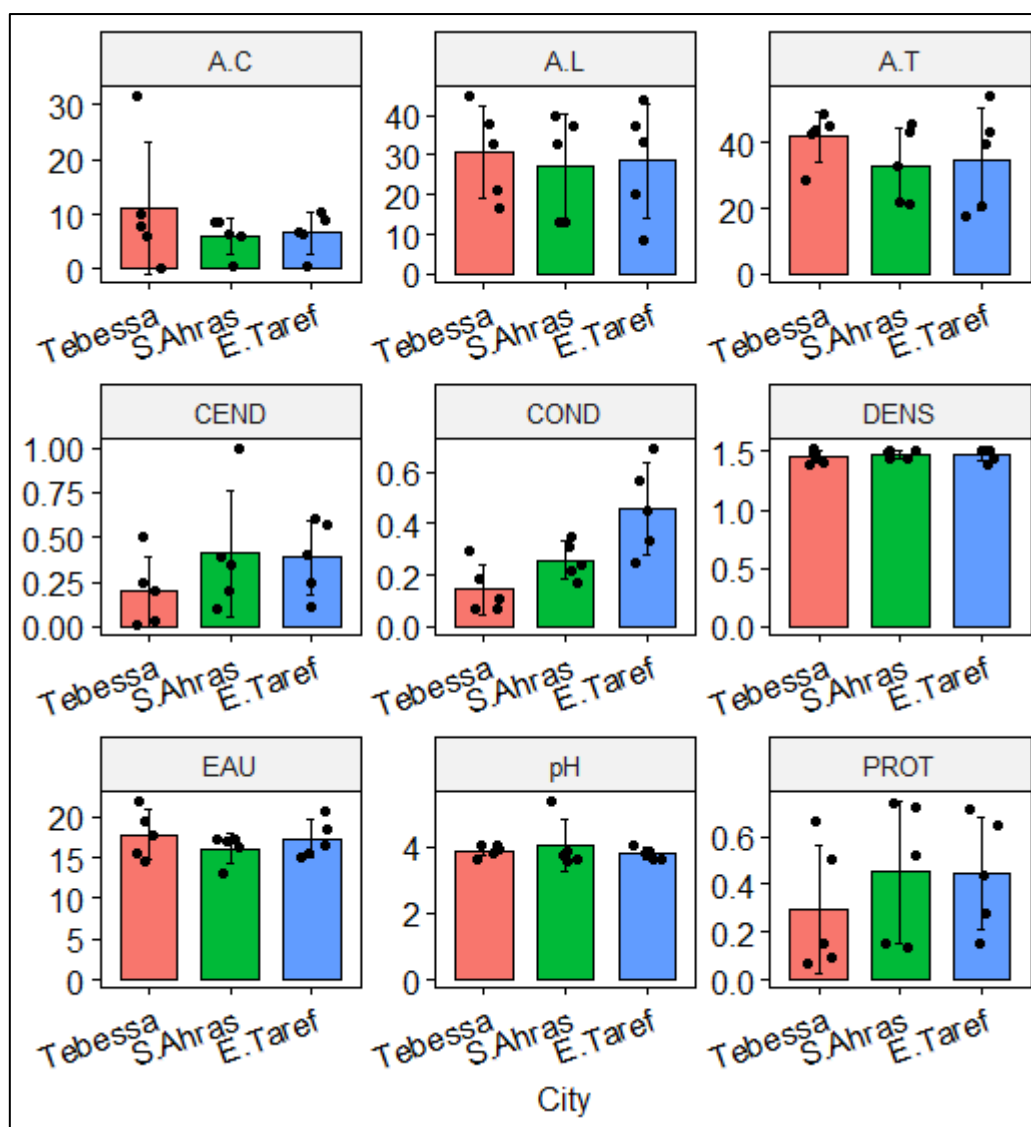 A.C
A.L
A.T
30
20
10
0
40
30
20
10
0
40
20
0
Tebessa
S.Ahras
E.Taref
Tebessa
S.Ahras
E.Taref
Tebessa
S.Ahras
E.Taref
CEND
COND
DENS
1.00
0.75
0.50
0.25
0.00
0.6
0.4
0.2
0.0
1.5
1.0
0.5
0.0
Tebessa
S.Ahras
E.Taref
Tebessa
S.Ahras
E.Taref
Tebessa
S.Ahras
E.Taref
EAU
pH
PROT
20
15
10
5
0
4
2
0
0.6
0.4
0.2
0.0
Tebessa
S.Ahras
E.Taref
Tebessa
S.Ahras
E.Taref
Tebessa
S.Ahras
E.Taref
City